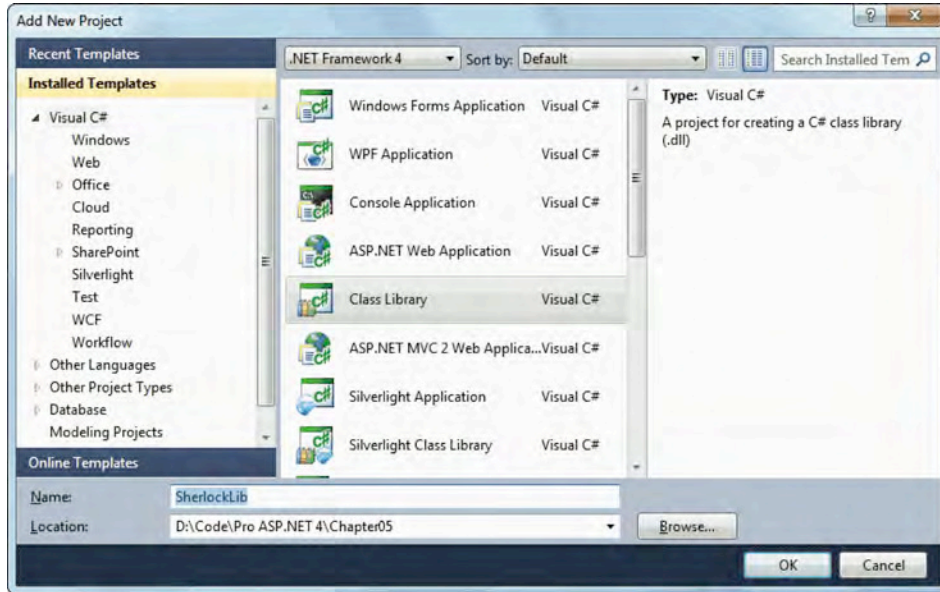 Add New Project
Recent Templates
Installed Templates
Visual C#
Windows
Web
Office
Cloud
Reporting
SharePoint
Silverlight
Test
WCF
Workflow
Other Languages
Other Project Types
Database
Modeling Projects
Online Templates
.NET Framework 4
Sort by: Default
Search Installed Tem
Windows Forms Application Visual C#
WPF Application Visual C#
Console Application Visual C#
ASP.NET Web Application Visual C#
Class Library Visual C#
ASP.NET MVC 2 Web Applica...Visual C#
Silverlight Application Visual C#
Silverlight Class Library Visual C#
Type: Visual C#
A project for creating a C# class library
(.dll)
Name: SherlockLib
Location: D:\Code\Pro ASP.NET 4\Chapter05
Browse...
OK Cancel